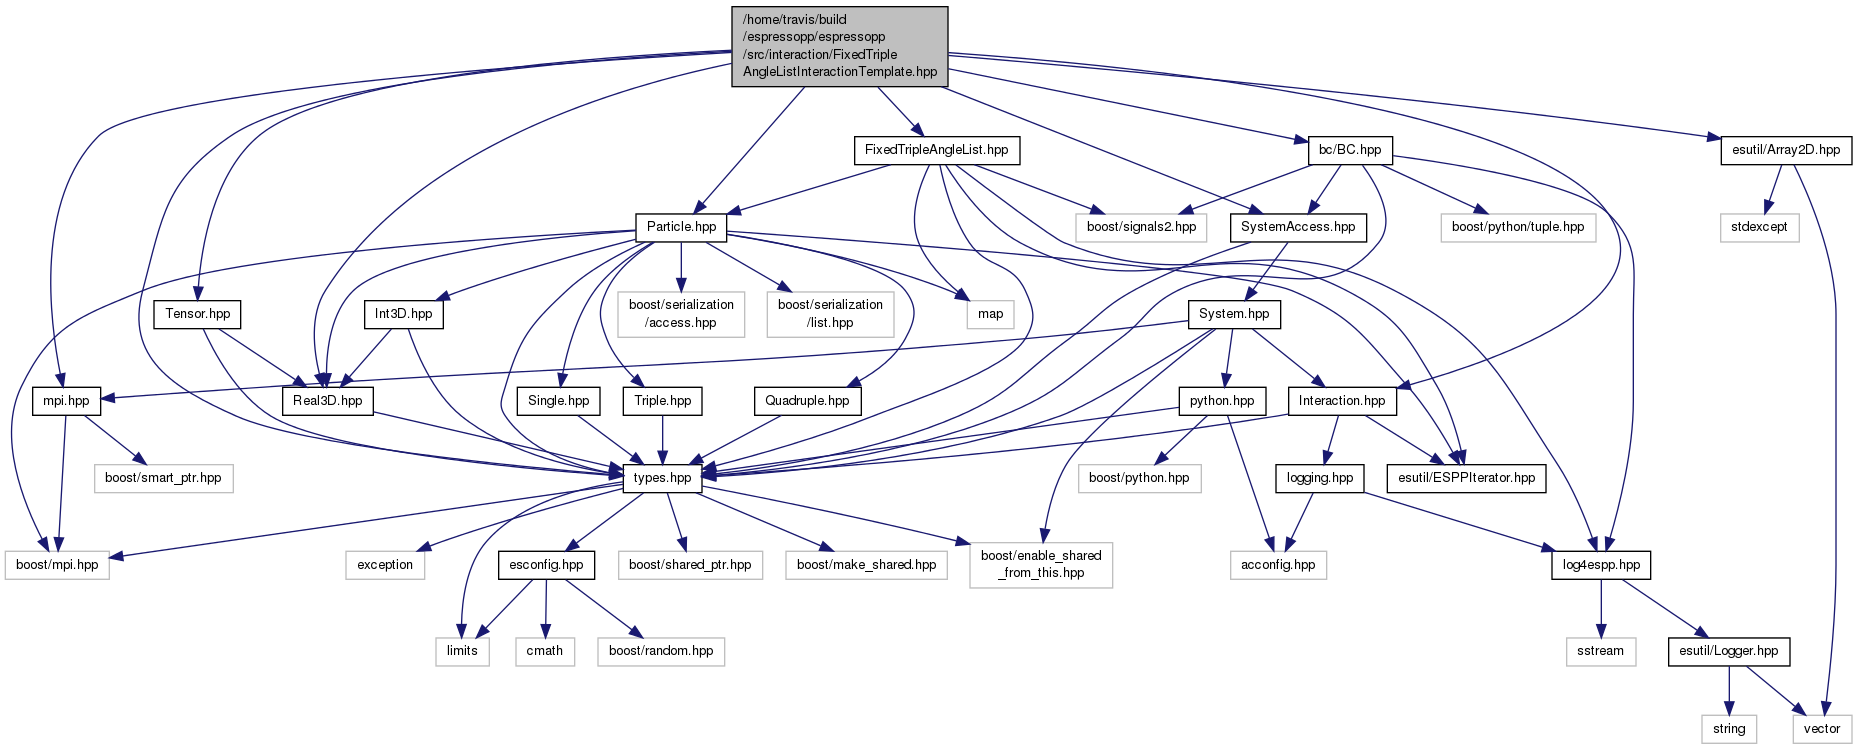 /home/travis/build
/espressopp/espressopp
/src/interaction/FixedTriple
AngleListInteractionTemplate.hpp
FixedTripleAngleList.hpp
bc/BC.hpp
esutil/Array2D.hpp
Particle.hpp
boost/signals2.hpp
SystemAccess.hpp
boost/python/tuple.hpp
stdexcept
Tensor.hpp
Int3D.hpp
boost/serialization
/access.hpp
boost/serialization
/list.hpp
map
System.hpp
mpi.hpp
Real3D.hpp
Single.hpp
Triple.hpp
Quadruple.hpp
python.hpp
Interaction.hpp
boost/smart_ptr.hpp
types.hpp
boost/python.hpp
logging.hpp
esutil/ESPPIterator.hpp
boost/mpi.hpp
exception
esconfig.hpp
boost/shared_ptr.hpp
boost/make_shared.hpp
boost/enable_shared
_from_this.hpp
acconfig.hpp
log4espp.hpp
limits
cmath
boost/random.hpp
sstream
esutil/Logger.hpp
string
vector